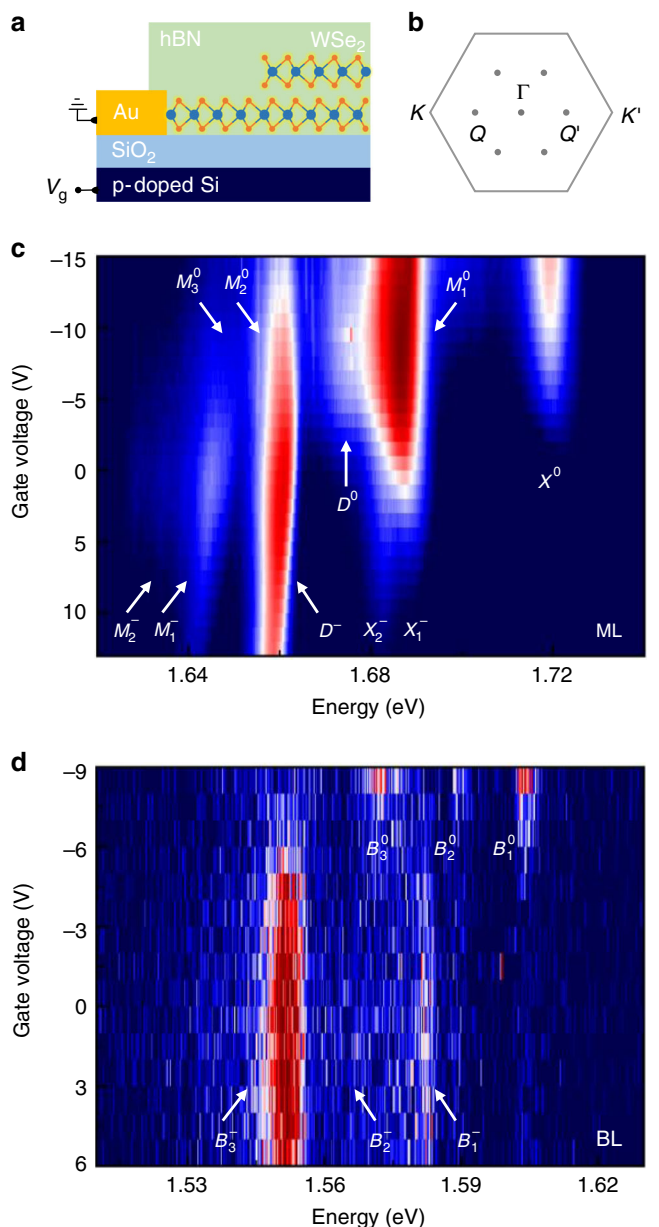 a
hBN
WSe₂
Au
SiO₂
Vg
p-doped Si
b
Γ
K
Q
Q'
K'
c
−15
−10
−5
0
5
10
Gate voltage (V)
M₃⁰
M₂⁰
M₁⁰
D⁰
X⁰
M₂⁻
M₁⁻
D⁻
X₂⁻
X₁⁻
ML
1.64
1.68
1.72
Energy (eV)
d
−9
−6
−3
0
3
6
Gate voltage (V)
B₃⁰
B₂⁰
B₁⁰
B₃⁻
B₂⁻
B₁⁻
BL
1.53
1.56
1.59
1.62
Energy (eV)